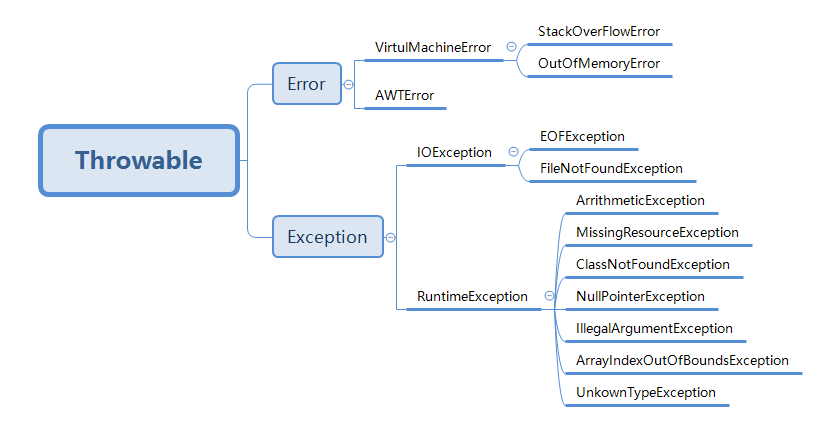 Throwable
Error
VirtulMachineError
StackOverFlowError
OutOfMemoryError
AWTError
Exception
IOException
EOFException
FileNotFoundException
RuntimeException
ArrithmeticException
MissingResourceException
ClassNotFoundException
NullPointerException
IllegalArgumentException
ArrayIndexOutOfBoundsException
UnkownTypeException